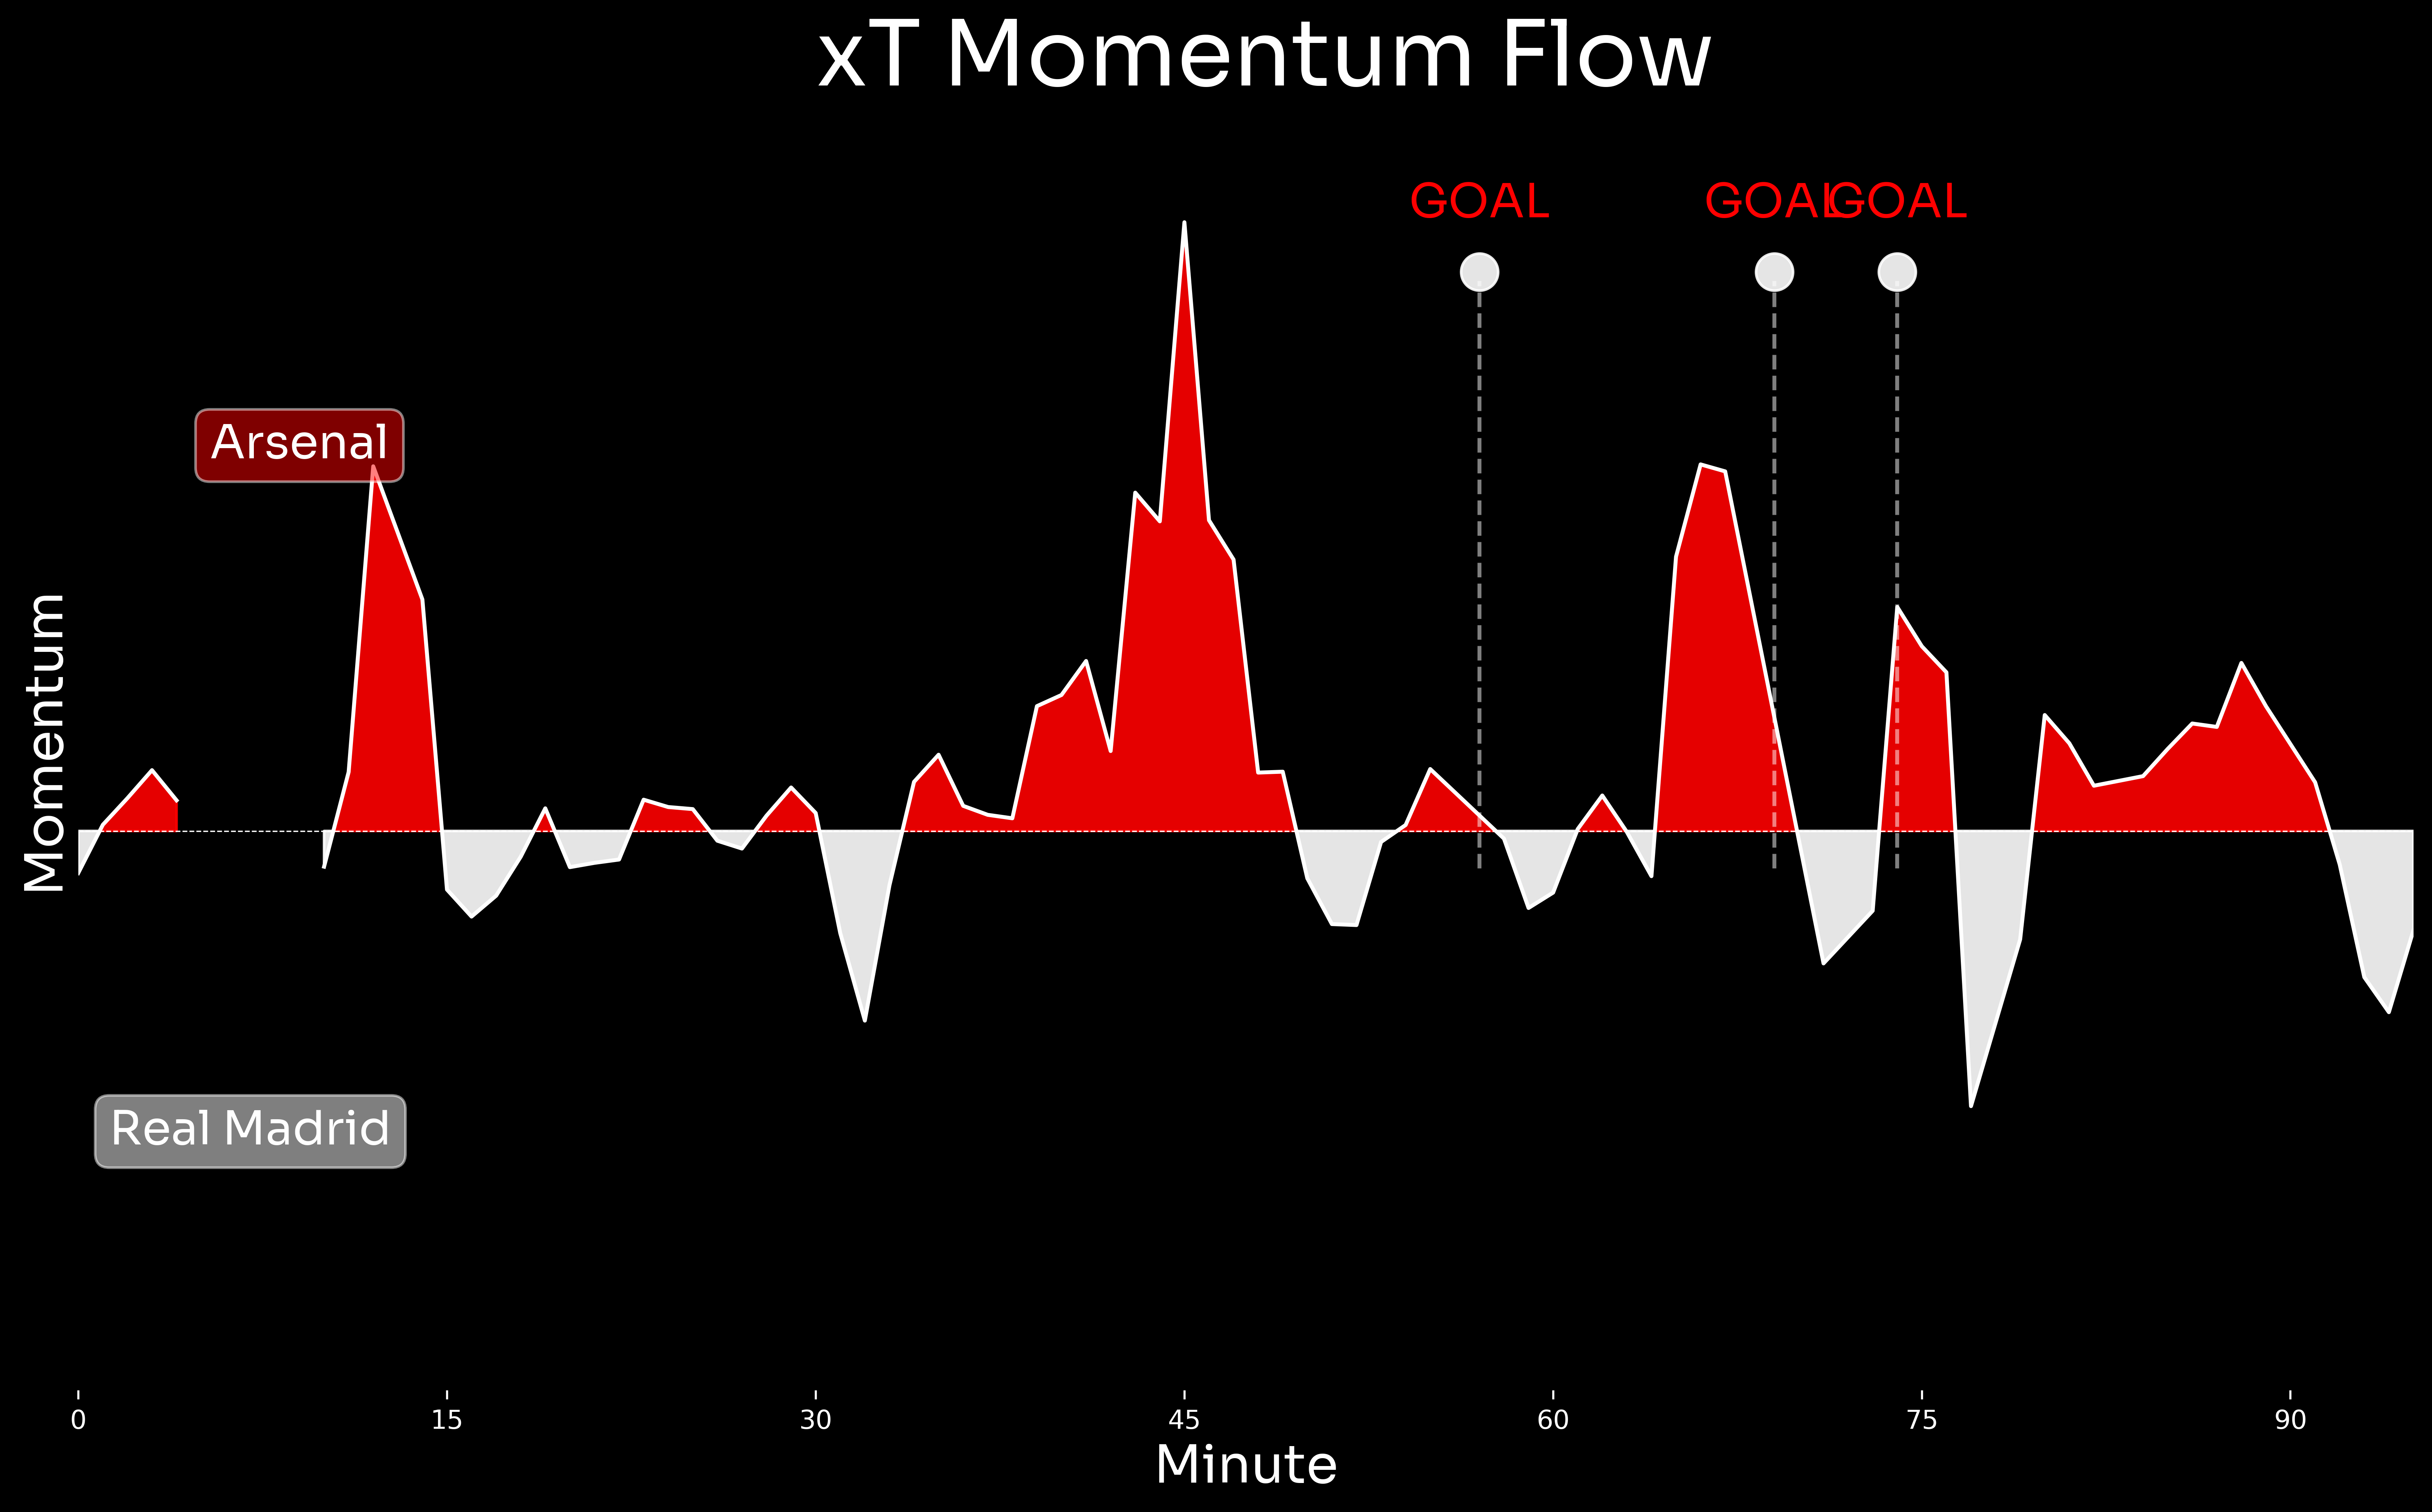 xT Momentum Flow
GOAL GOAL GOAL
Arsenal
Momentum
Real Madrid
0 15 30 45 60 75 90
Minute